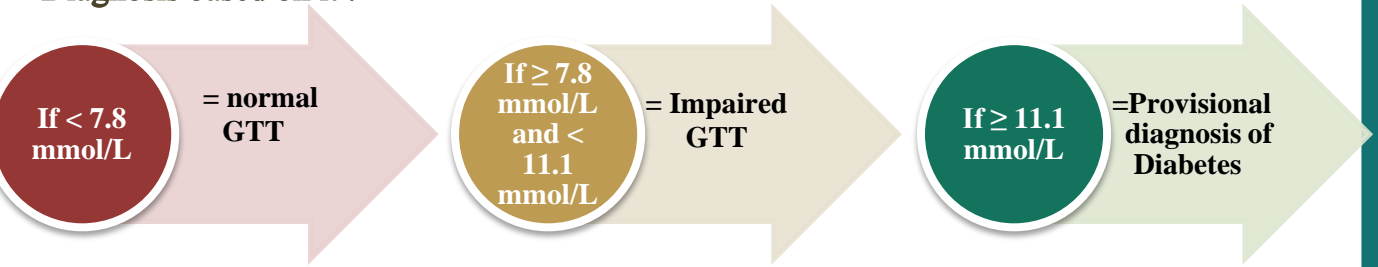 If < 7.8
mmol/L
= normal
GTT
If ≥ 7.8
mmol/L
and <
11.1
mmol/L
= Impaired
GTT
If ≥ 11.1
mmol/L
=Provisional
diagnosis of
Diabetes